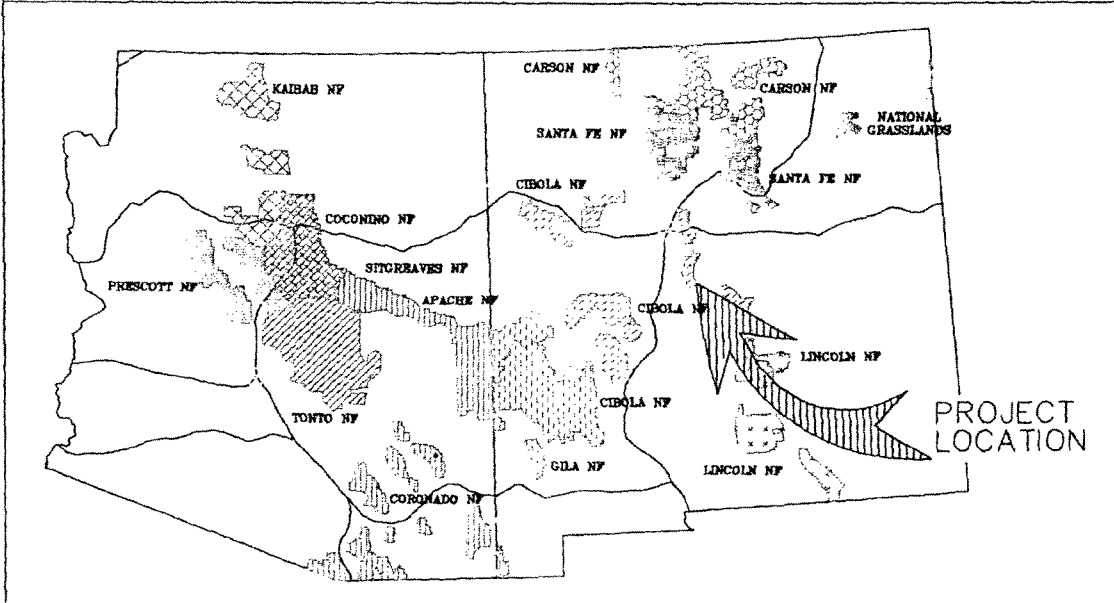 CARSON NF
KAIBAB NF
CARSON NF
NATIONAL
GRASSLANDS
SANTA FE NF
SANTA FE NF
CIBOLA NF
COCONINO NF
SITGREAVES NF
PRESCOTT NF
APACHE NF
CIBOLA NF
LINCOLN NF
CIBOLA NF
TONTO NF
PROJECT
LOCATION
GILA NF
LINCOLN NF
CORONADO NF